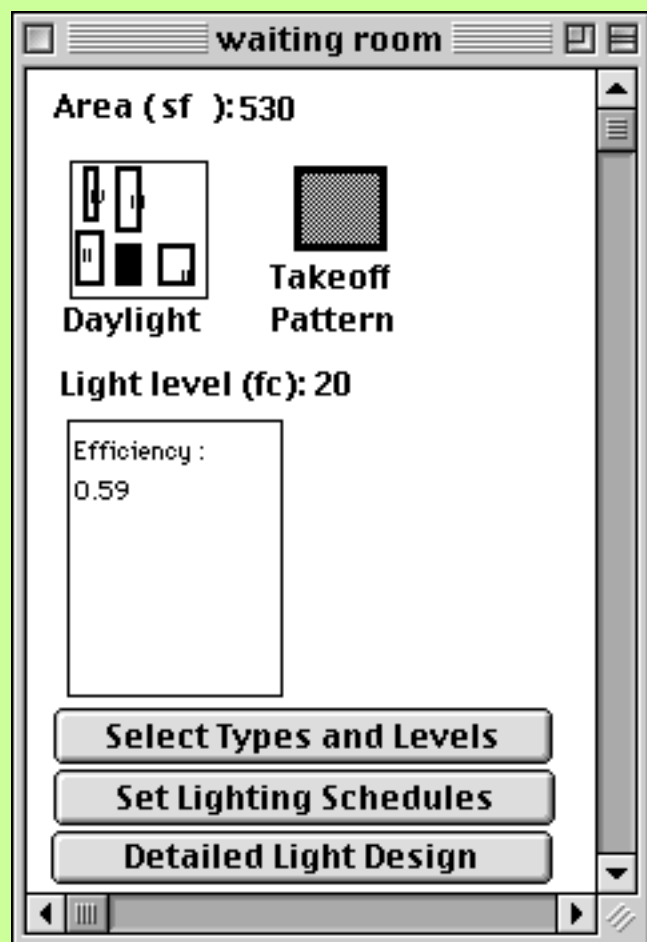 waiting room
Area ( sf ): 530
Daylight
Takeoff
Pattern
Light level (fc): 20
Efficiency :
0.59
Select Types and Levels
Set Lighting Schedules
Detailed Light Design